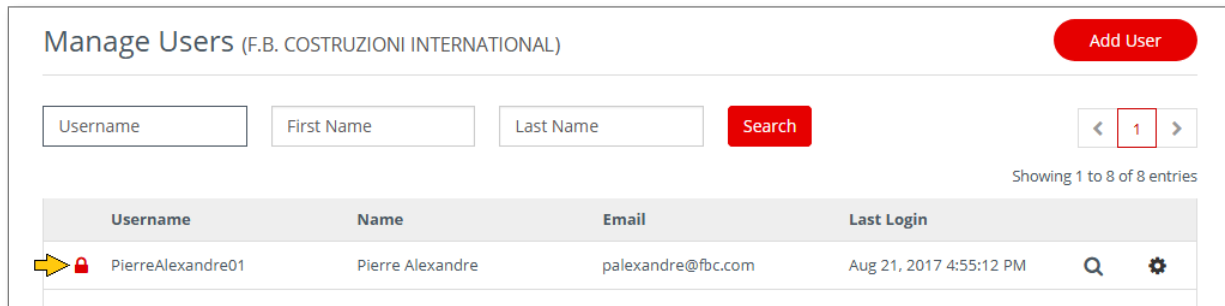 Manage Users (F.B. COSTRUZIONI INTERNATIONAL) Add User
Username First Name Last Name Search 1
Showing 1 to 8 of 8 entries
Username Name Email Last Login
PierreAlexandre01 Pierre Alexandre palexandre@fbc.com Aug 21, 2017 4:55:12 PM